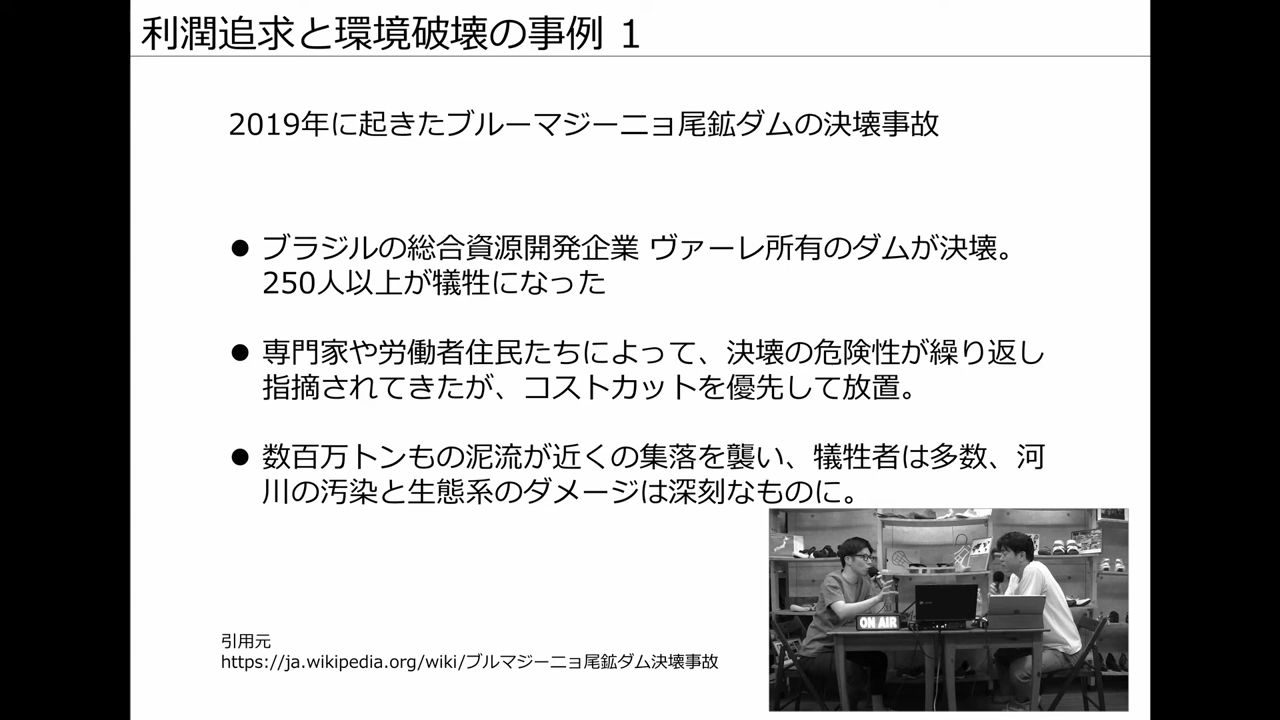 利潤追求と環境破壊の事例 1
2019年に起きたブルーマジーニョ尾鉱ダムの決壊事故
● ブラジルの総合資源開発企業 ヴァーレ所有のダムが決壊。
250人以上が犠牲になった
● 専門家や労働者住民たちによって、決壊の危険性が繰り返し
指摘されてきたが、コストカットを優先して放置。
● 数百万トンもの泥流が近くの集落を襲い、犠牲者は多数、河
川の汚染と生態系のダメージは深刻なものに。
ON AIR
引用元
https://ja.wikipedia.org/wiki/ブルマジーニョ尾鉱ダム決壊事故